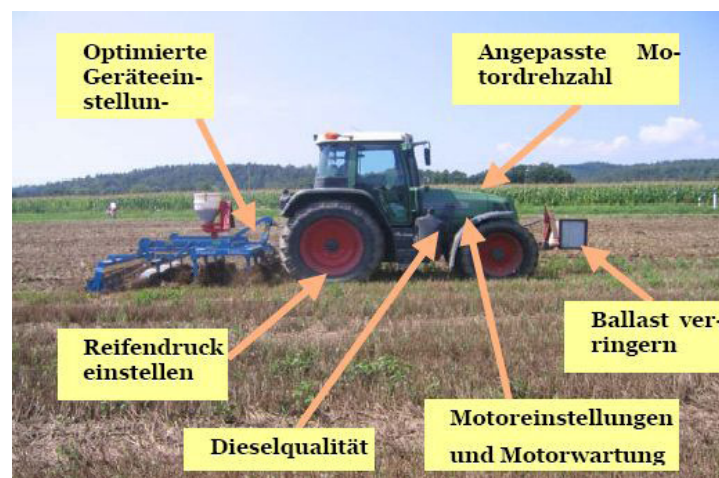 Optimierte
Geräteein-
stellun-
Angepasste Mo-
tordrehzahl
Reifendruck
einstellen
Ballast ver-
ringern
Dieselqualität
Motoreinstellungen
und Motorwartung